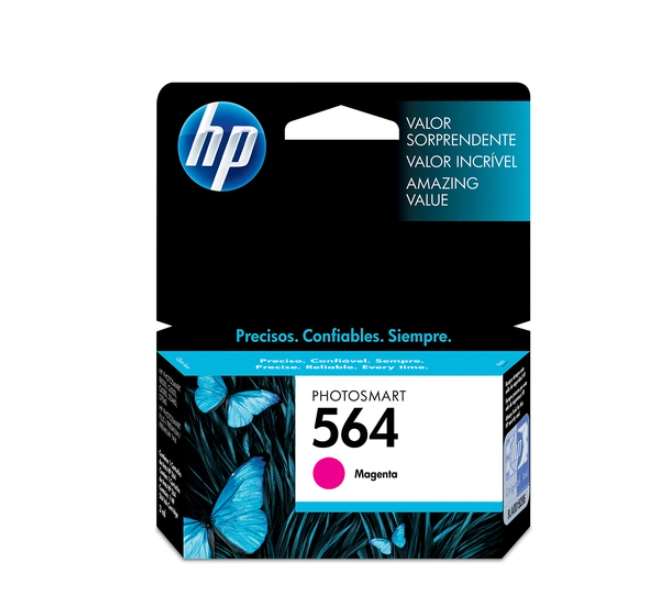 hp
VALOR
SORPRENDENTE
VALOR INCRÍVEL
AMAZING
VALUE
Precisos. Confiables. Siempre.
Preciso. Confiável. Sempre.
Precise. Reliable. Every time.
PHOTOSMART
564
Magenta
hp